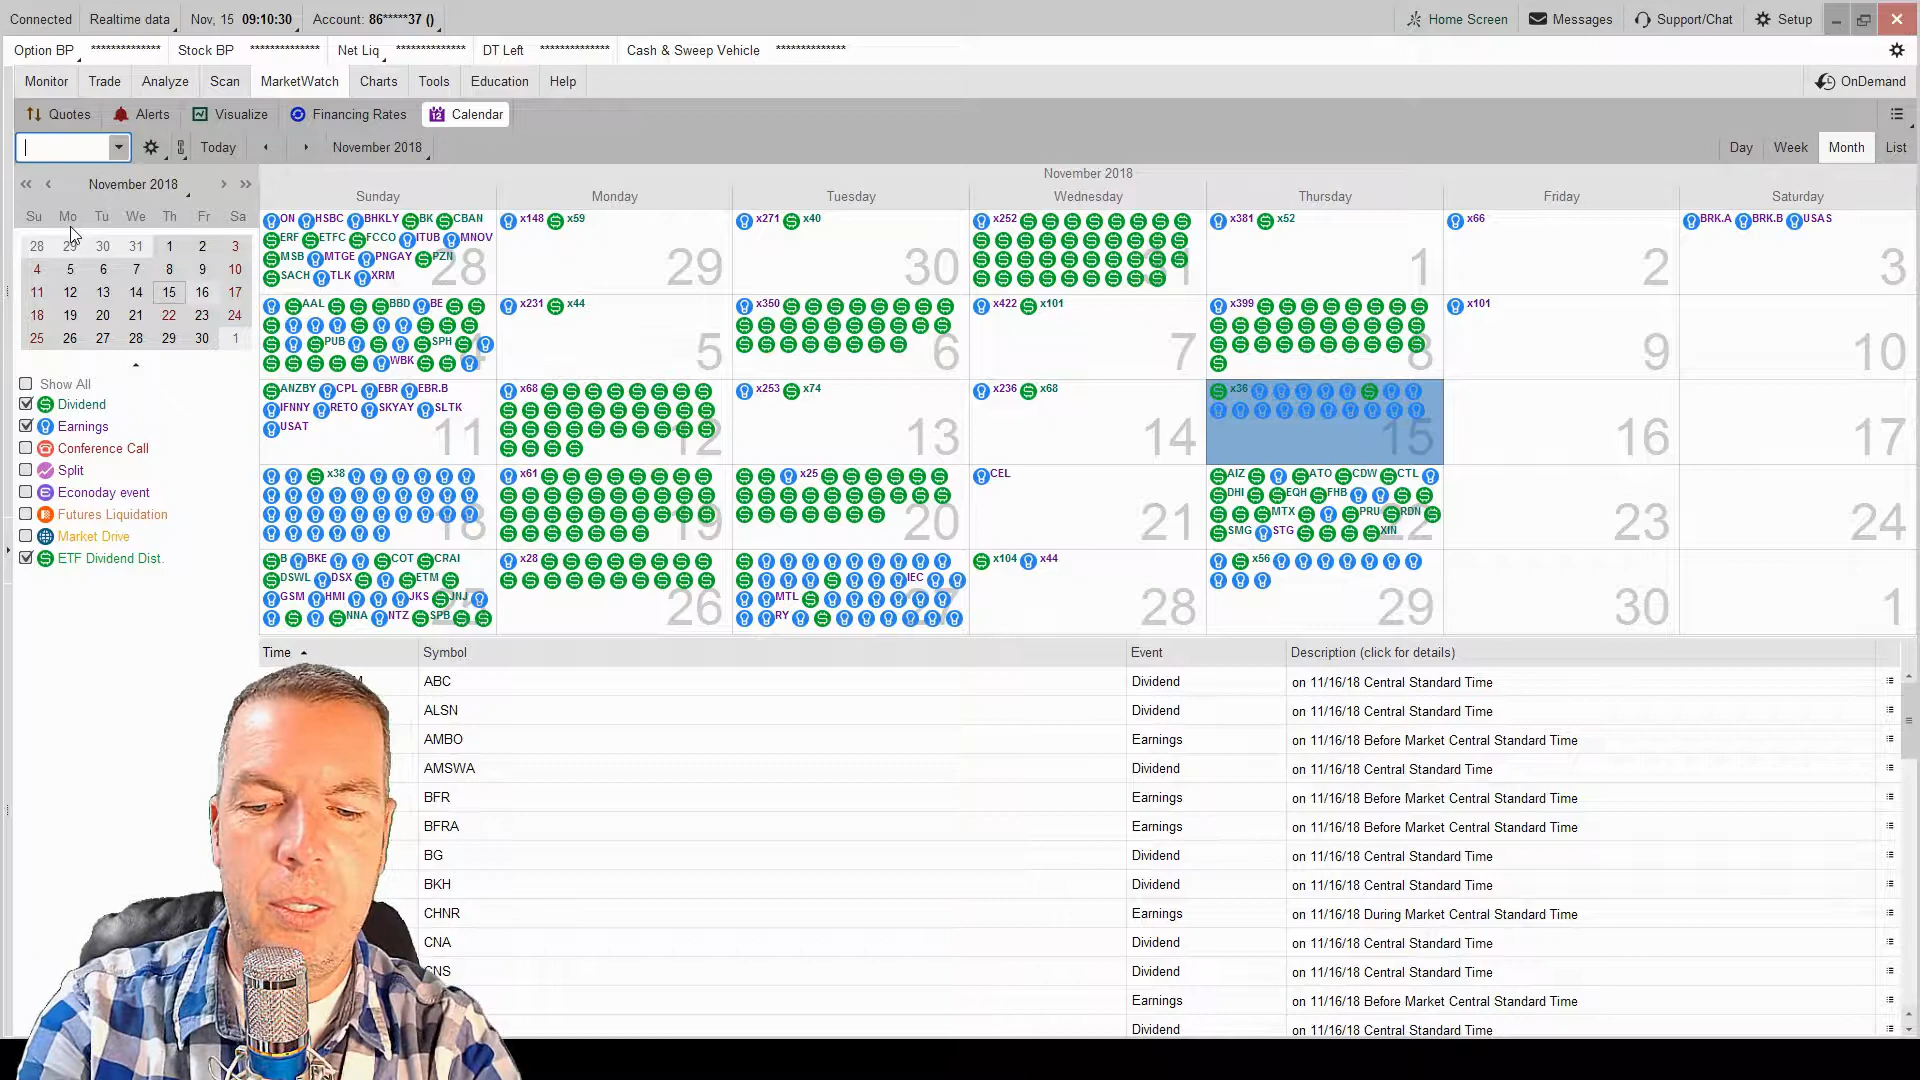 Connected Realtime data Nov, 15 09:10:30 Account: 86*****37 () Home Screen Messages Support/Chat Setup
Option BP ************** Stock BP ************** Net Liq ************** DT Left ************** Cash & Sweep Vehicle **************
Monitor Trade Analyze Scan MarketWatch Charts Tools Education Help OnDemand
Quotes Alerts Visualize Financing Rates Calendar
Today November 2018 Day Week Month List
November 2018
Su Mo Tu We Th Fr Sa
28 29 30 31 1 2 3
4 5 6 7 8 9 10
11 12 13 14 15 16 17
18 19 20 21 22 23 24
25 26 27 28 29 30 1
Show All
Dividend
Earnings
Conference Call
Split
Econoday event
Futures Liquidation
Market Drive
ETF Dividend Dist.
November 2018
Sunday Monday Tuesday Wednesday Thursday Friday Saturday
ON HSBC BHKLY BK CBAN x148 x59 x271 x40 x252 x381 x52 x66 BRK.A BRK.B USAS
ERF ETFC FCCO ITUB MNOV
MSB MTGE PNGAY PZN
SACH TLK XRM
28 29 30 31 1 2 3
AAL BBD BE x231 x44 x350 x422 x101 x399 x101
PUB SPH
WBK
4 5 6 7 8 9 10
ANZBY CPL EBR EBR.B x68 x253 x74 x236 x68 x36
IFNNY RETO SKYAY SLTK
USAT
11 12 13 14 15 16 17
x38 x61 x25 CEL AIZ ATO CDW CTL
DHI EQH FHB
MTX PRU RDN
SMG STG XIN
18 19 20 21 22 23 24
B BKE COT CRAI x28 x104 x44 x56
DSWL DSX ETM IEC
GSM HMI JKS JNJ MTL
NNA NTZ SPB RY
25 26 27 28 29 30 1
Time Symbol Event Description (click for details)
ABC Dividend on 11/16/18 Central Standard Time
ALSN Dividend on 11/16/18 Central Standard Time
AMBO Earnings on 11/16/18 Before Market Central Standard Time
AMSWA Dividend on 11/16/18 Central Standard Time
BFR Earnings on 11/16/18 Before Market Central Standard Time
BFRA Earnings on 11/16/18 Before Market Central Standard Time
BG Dividend on 11/16/18 Central Standard Time
BKH Dividend on 11/16/18 Central Standard Time
CHNR Earnings on 11/16/18 During Market Central Standard Time
CNA Dividend on 11/16/18 Central Standard Time
CNS Dividend on 11/16/18 Central Standard Time
Earnings on 11/16/18 Before Market Central Standard Time
Dividend on 11/16/18 Central Standard Time